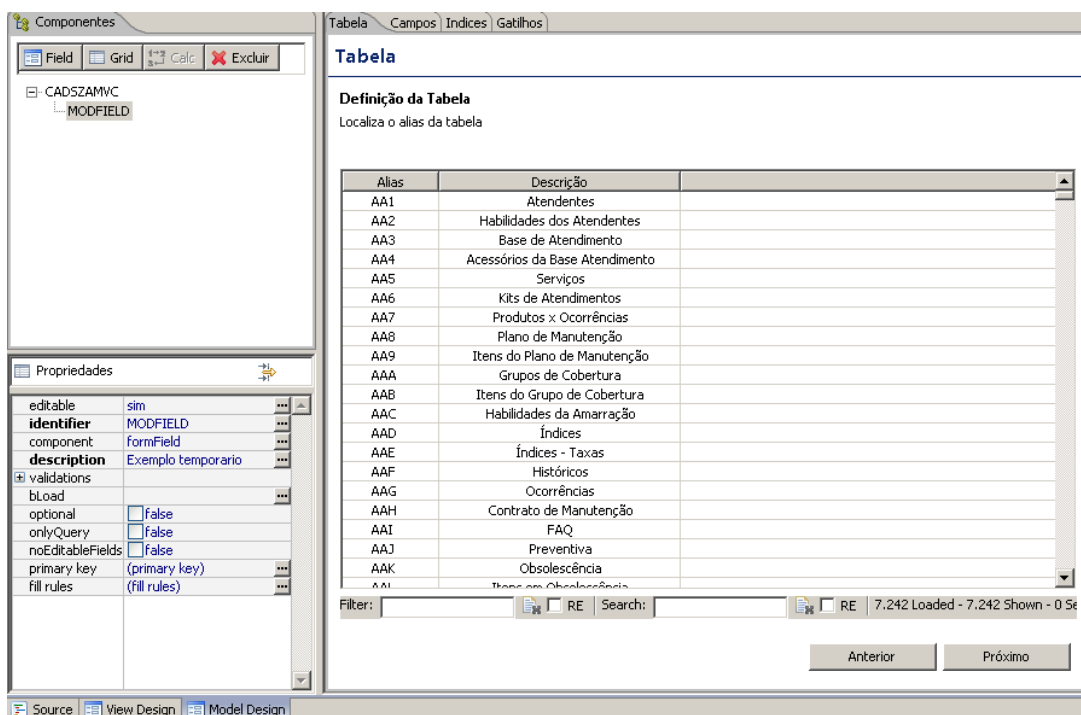 Componentes
Field Grid Calc Excluir
CADSZAMVC
MODFIELD
Propriedades
editable sim
identifier MODFIELD
component formField
description Exemplo temporario
validations
bLoad
optional false
onlyQuery false
noEditableFields false
primary key (primary key)
fill rules (fill rules)
Tabela Campos Indices Gatilhos
Tabela
Definição da Tabela
Localiza o alias da tabela
Alias Descrição
AA1 Atendentes
AA2 Habilidades dos Atendentes
AA3 Base de Atendimento
AA4 Acessórios da Base Atendimento
AA5 Serviços
AA6 Kits de Atendimentos
AA7 Produtos x Ocorrências
AA8 Plano de Manutenção
AA9 Itens do Plano de Manutenção
AAA Grupos de Cobertura
AAB Itens do Grupo de Cobertura
AAC Habilidades da Amarração
AAD Índices
AAE Índices - Taxas
AAF Históricos
AAG Ocorrências
AAH Contrato de Manutenção
AAI FAQ
AAJ Preventiva
AAK Obsolescência
AAL Itens em Obsolescência
Filter: RE Search: RE 7.242 Loaded - 7.242 Shown - 0 Se
Anterior Próximo
Source View Design Model Design